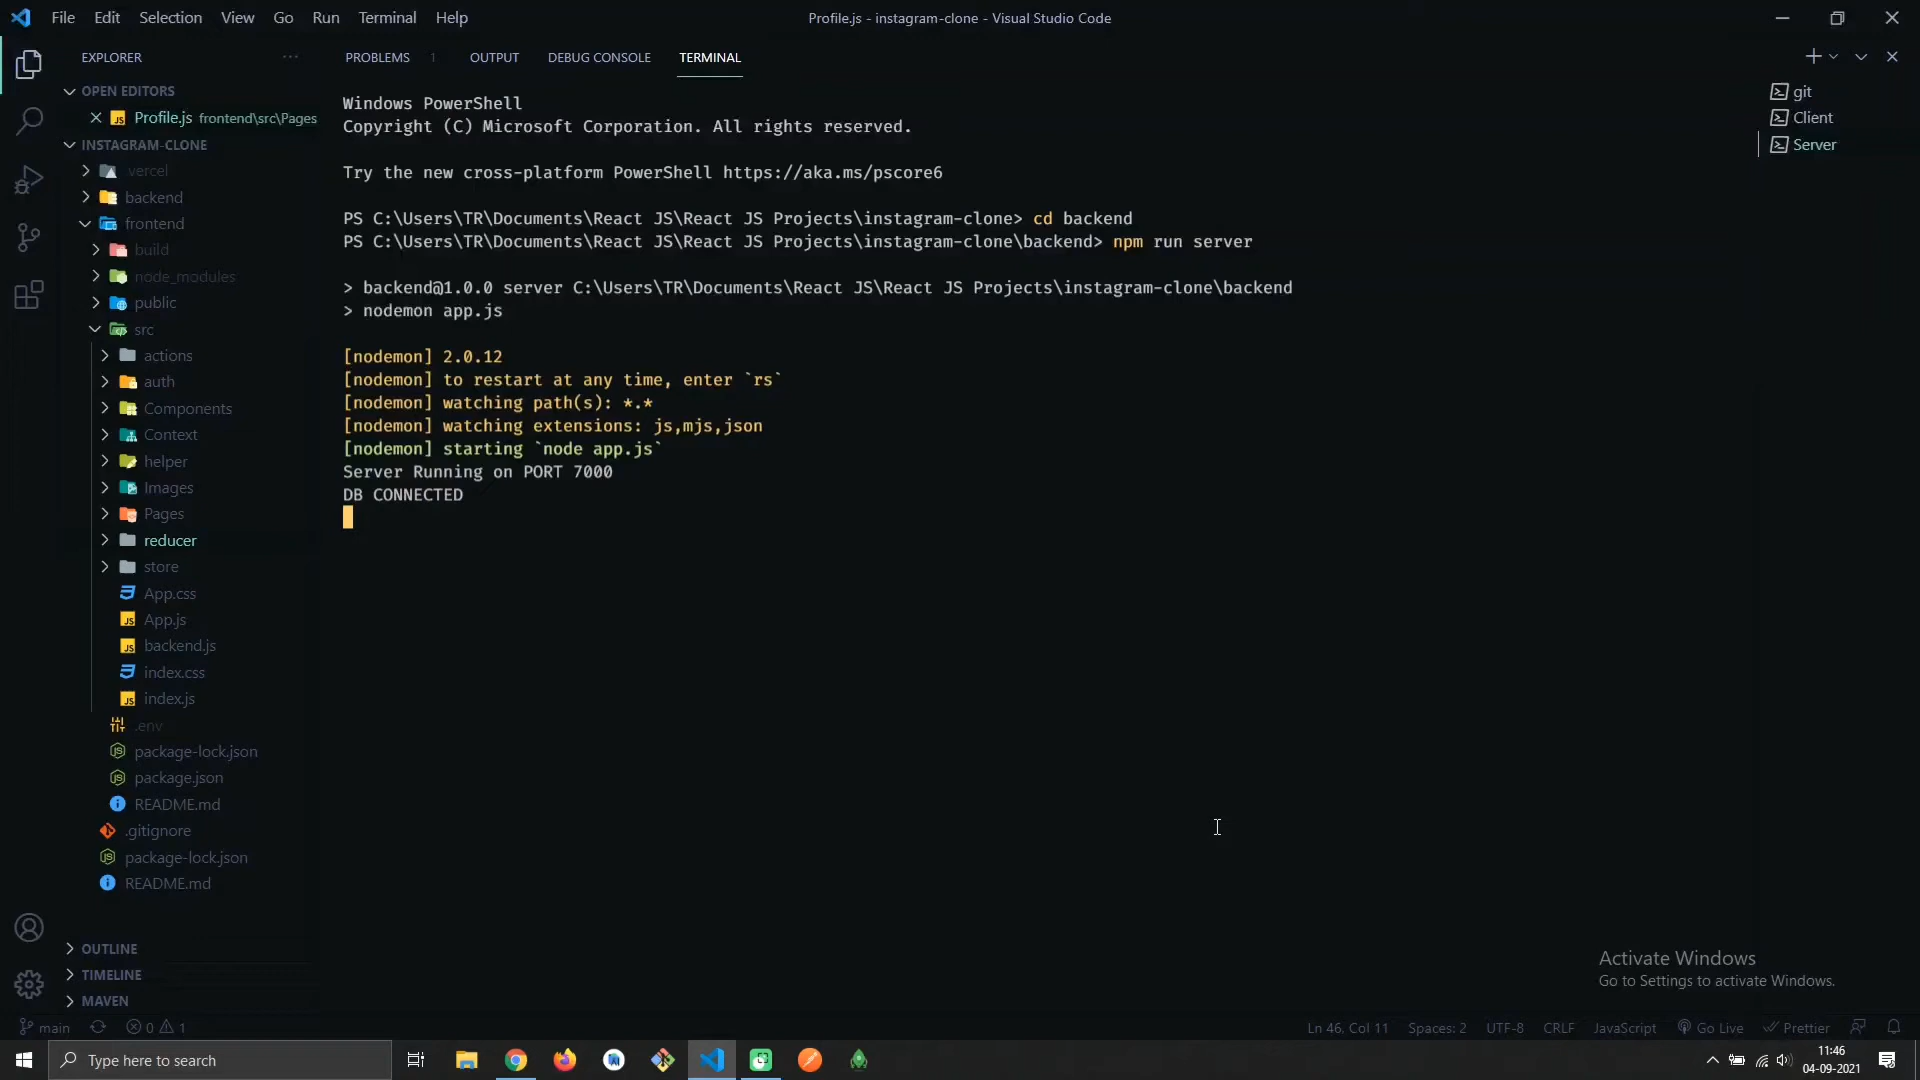 File Edit Selection View Go Run Terminal Help
Profile.js - instagram-clone - Visual Studio Code
EXPLORER
OPEN EDITORS
Profile.js frontend\src\Pages
INSTAGRAM-CLONE
.vercel
backend
frontend
build
node_modules
public
src
actions
auth
Components
Context
helper
Images
Pages
reducer
store
App.css
App.js
backend.js
index.css
index.js
.env
package-lock.json
package.json
README.md
.gitignore
package-lock.json
README.md
OUTLINE
TIMELINE
MAVEN
PROBLEMS 1 OUTPUT DEBUG CONSOLE TERMINAL
Windows PowerShell
Copyright (C) Microsoft Corporation. All rights reserved.
Try the new cross-platform PowerShell https://aka.ms/pscore6
PS C:\Users\TR\Documents\React JS\React JS Projects\instagram-clone> cd backend
PS C:\Users\TR\Documents\React JS\React JS Projects\instagram-clone\backend> npm run server
> backend@1.0.0 server C:\Users\TR\Documents\React JS\React JS Projects\instagram-clone\backend
> nodemon app.js
[nodemon] 2.0.12
[nodemon] to restart at any time, enter `rs`
[nodemon] watching path(s): *.*
[nodemon] watching extensions: js,mjs,json
[nodemon] starting `node app.js`
Server Running on PORT 7000
DB CONNECTED
git
Client
Server
Activate Windows
Go to Settings to activate Windows.
main 0 1
Ln 46, Col 11 Spaces: 2 UTF-8 CRLF JavaScript Go Live Prettier
Type here to search
11:46
04-09-2021